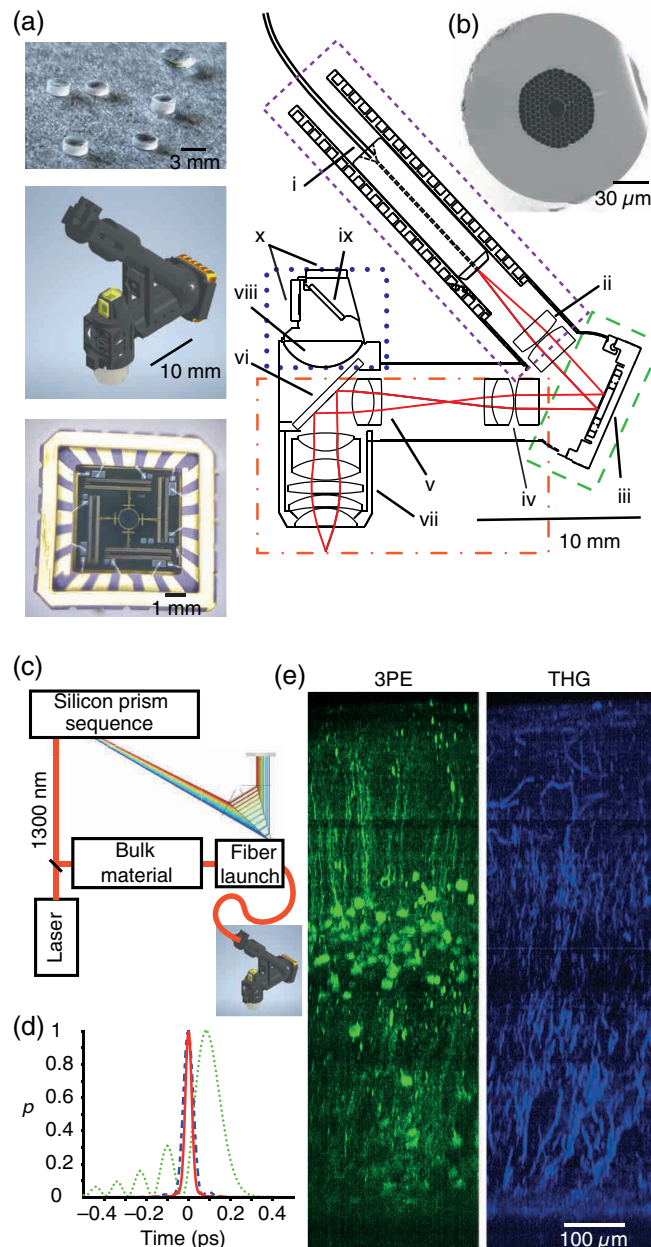 (a)
3 mm
10 mm
1 mm
(b)
30 µm
i
ii
iii
iv
v
vi
vii
viii
ix
x
10 mm
(c)
Silicon prism
sequence
1300 nm
Bulk
material
Fiber
launch
Laser
(d)
p
1
0.8
0.6
0.4
0.2
0
−0.4 −0.2 0 0.2 0.4
Time (ps)
(e)
3PE THG
100 µm